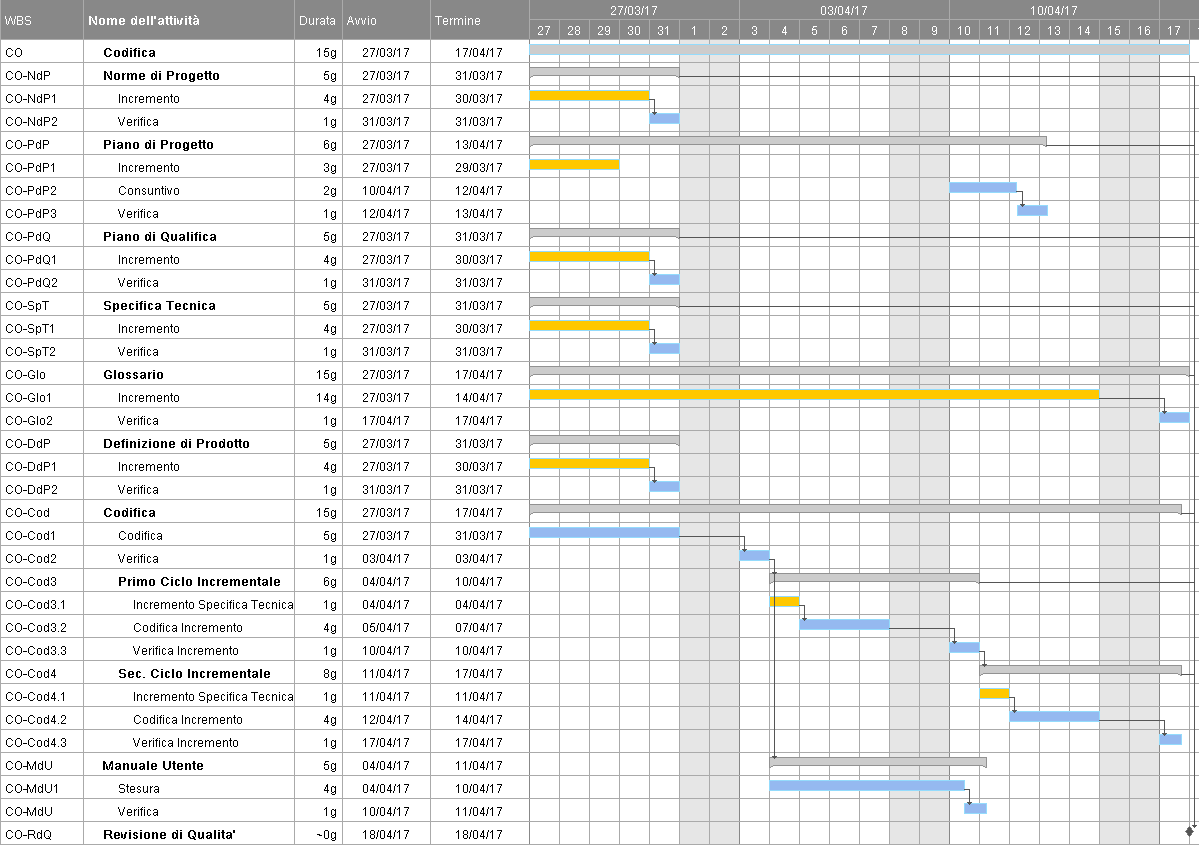 WBS Nome dell'attività Durata Avvio Termine 27/03/17 03/04/17 10/04/17
27 28 29 30 31 1 2 3 4 5 6 7 8 9 10 11 12 13 14 15 16 17
CO Codifica 15g 27/03/17 17/04/17
CO-NdP Norme di Progetto 5g 27/03/17 31/03/17
CO-NdP1 Incremento 4g 27/03/17 30/03/17
CO-NdP2 Verifica 1g 31/03/17 31/03/17
CO-PdP Piano di Progetto 6g 27/03/17 13/04/17
CO-PdP1 Incremento 3g 27/03/17 29/03/17
CO-PdP2 Consuntivo 2g 10/04/17 12/04/17
CO-PdP3 Verifica 1g 12/04/17 13/04/17
CO-PdQ Piano di Qualifica 5g 27/03/17 31/03/17
CO-PdQ1 Incremento 4g 27/03/17 30/03/17
CO-PdQ2 Verifica 1g 31/03/17 31/03/17
CO-SpT Specifica Tecnica 5g 27/03/17 31/03/17
CO-SpT1 Incremento 4g 27/03/17 30/03/17
CO-SpT2 Verifica 1g 31/03/17 31/03/17
CO-Glo Glossario 15g 27/03/17 17/04/17
CO-Glo1 Incremento 14g 27/03/17 14/04/17
CO-Glo2 Verifica 1g 17/04/17 17/04/17
CO-DdP Definizione di Prodotto 5g 27/03/17 31/03/17
CO-DdP1 Incremento 4g 27/03/17 30/03/17
CO-DdP2 Verifica 1g 31/03/17 31/03/17
CO-Cod Codifica 15g 27/03/17 17/04/17
CO-Cod1 Codifica 5g 27/03/17 31/03/17
CO-Cod2 Verifica 1g 03/04/17 03/04/17
CO-Cod3 Primo Ciclo Incrementale 6g 04/04/17 10/04/17
CO-Cod3.1 Incremento Specifica Tecnica 1g 04/04/17 04/04/17
CO-Cod3.2 Codifica Incremento 4g 05/04/17 07/04/17
CO-Cod3.3 Verifica Incremento 1g 10/04/17 10/04/17
CO-Cod4 Sec. Ciclo Incrementale 8g 11/04/17 17/04/17
CO-Cod4.1 Incremento Specifica Tecnica 1g 11/04/17 11/04/17
CO-Cod4.2 Codifica Incremento 4g 12/04/17 14/04/17
CO-Cod4.3 Verifica Incremento 1g 17/04/17 17/04/17
CO-MdU Manuale Utente 5g 04/04/17 11/04/17
CO-MdU1 Stesura 4g 04/04/17 10/04/17
CO-MdU Verifica 1g 10/04/17 11/04/17
CO-RdQ Revisione di Qualita' ~0g 18/04/17 18/04/17